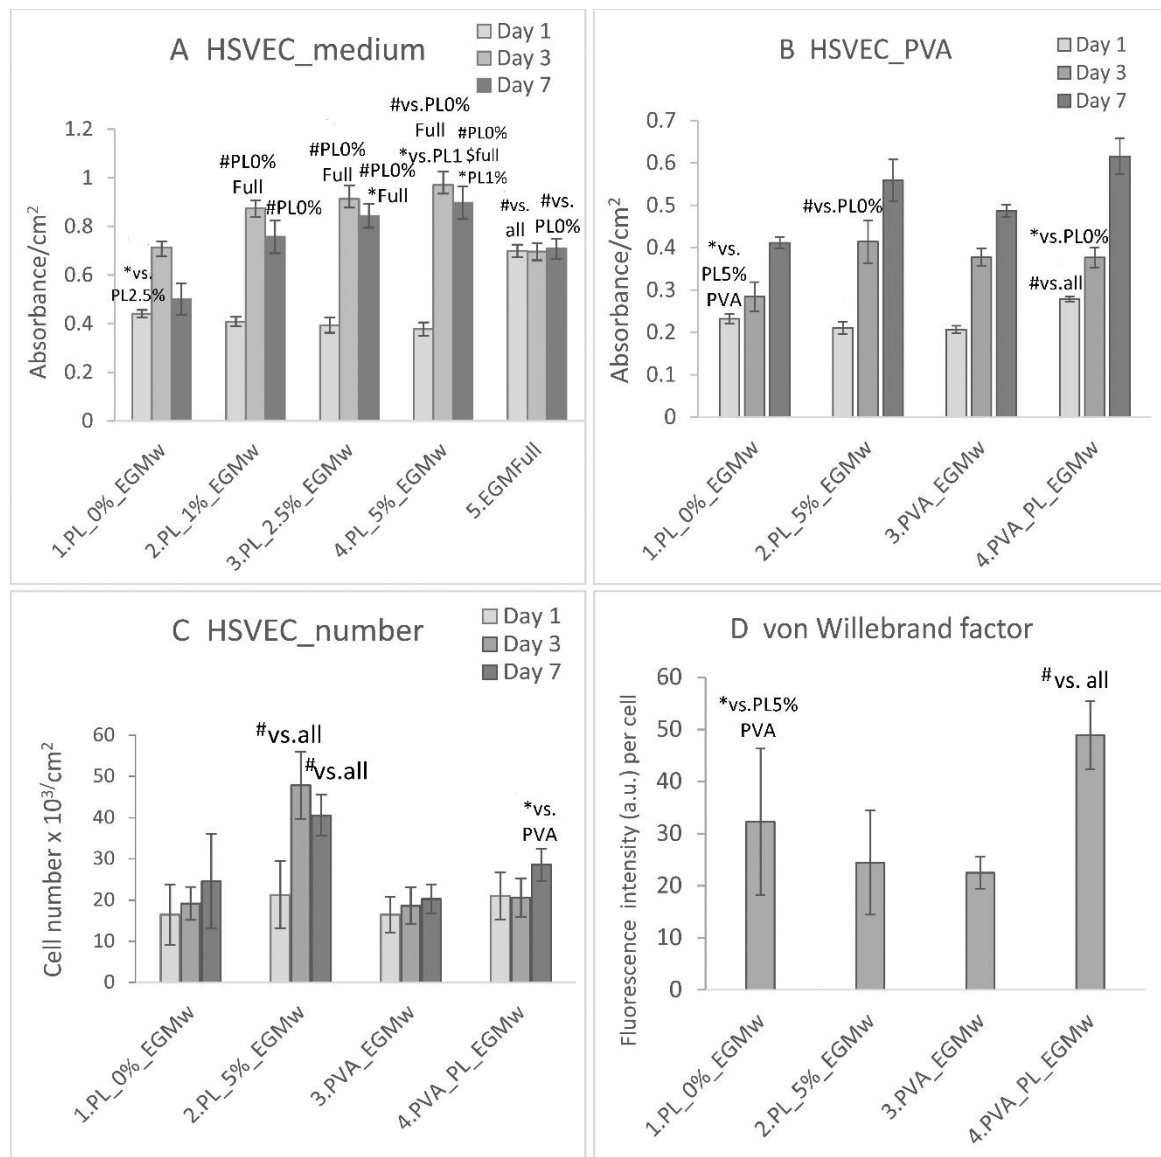 A HSVEC_medium
Day 1
Day 3
Day 7
Absorbance/cm²
1.2
1
0.8
0.6
0.4
0.2
0
*vs.
PL2.5%
#PL0%
Full
#PL0%
#PL0%
Full
#PL0%
*Full
#vs.PL0%
Full
*vs.PL1
#PL0%
$full
*PL1%
#vs.
all
#vs.
PL0%
1.PL_0%_EGMw
2.PL_1%_EGMw
3.PL_2.5%_EGMw
4.PL_5%_EGMw
5.EGMFull
B HSVEC_PVA
Day 1
Day 3
Day 7
Absorbance/cm²
0.7
0.6
0.5
0.4
0.3
0.2
0.1
0
*vs.
PL5%
PVA
#vs.PL0%
*vs.PL0%
#vs.all
1.PL_0%_EGMw
2.PL_5%_EGMw
3.PVA_EGMw
4.PVA_PL_EGMw
C HSVEC_number
Day 1
Day 3
Day 7
Cell number x 10³/cm²
60
50
40
30
20
10
0
#vs.all
#vs.all
*vs.
PVA
1.PL_0%_EGMw
2.PL_5%_EGMw
3.PVA_EGMw
4.PVA_PL_EGMw
D von Willebrand factor
Fluorescence intensity (a.u.) per cell
60
50
40
30
20
10
0
*vs.PL5%
PVA
# vs. all
1.PL_0%_EGMw
2.PL_5%_EGMw
3.PVA_EGMw
4.PVA_PL_EGMw